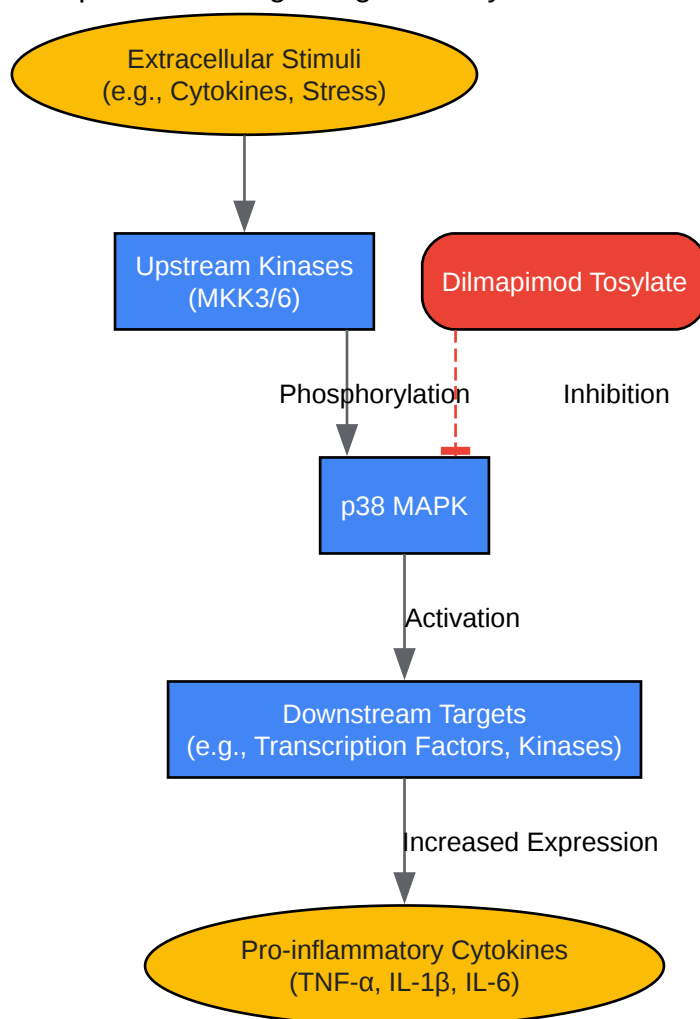 Extracellular Stimuli
(e.g., Cytokines, Stress)
Upstream Kinases
(MKK3/6)
Dilmapimod Tosylate
Phosphorylation
Inhibition
p38 MAPK
Activation
Downstream Targets
(e.g., Transcription Factors, Kinases)
Increased Expression
Pro-inflammatory Cytokines
(TNF-α, IL-1β, IL-6)